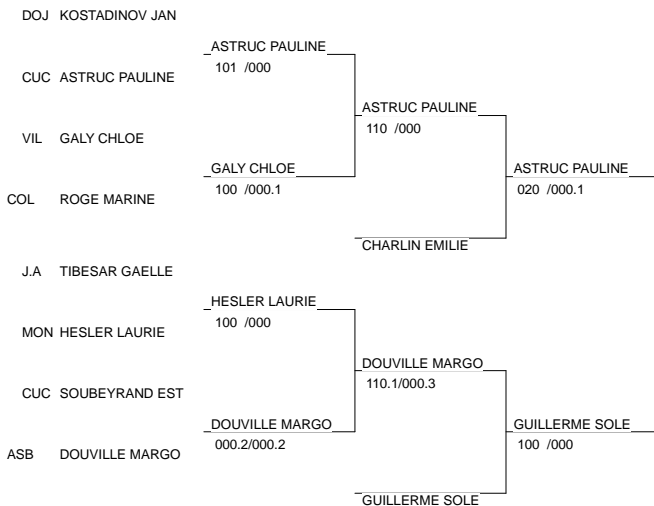 DOJ KOSTADINOV JAN
ASTRUC PAULINE
101 /000
CUC ASTRUC PAULINE
ASTRUC PAULINE
110 /000
VIL GALY CHLOE
GALY CHLOE
100 /000.1
ASTRUC PAULINE
020 /000.1
COL ROGE MARINE
CHARLIN EMILIE
J.A TIBESAR GAELLE
HESLER LAURIE
100 /000
MON HESLER LAURIE
DOUVILLE MARGO
110.1/000.3
CUC SOUBEYRAND EST
DOUVILLE MARGO
000.2/000.2
GUILLERME SOLE
100 /000
ASB DOUVILLE MARGO
GUILLERME SOLE